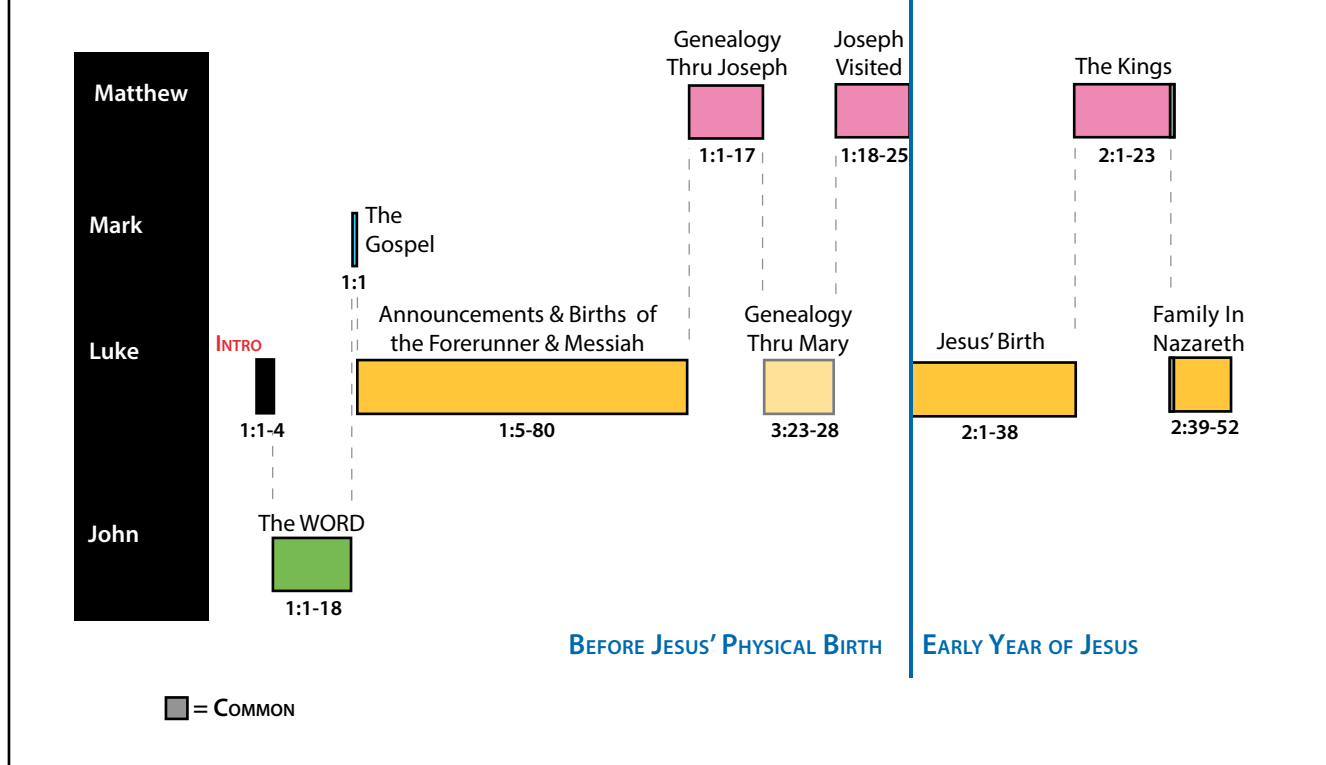 Genealogy
Thru Joseph
Joseph
Visited
The Kings
Matthew
1:1-17
1:18-25
2:1-23
Mark
The
Gospel
1:1
Announcements & Births of
the Forerunner & Messiah
Genealogy
Thru Mary
Jesus' Birth
Family In
Nazareth
Luke
Intro
1:1-4
1:5-80
3:23-28
2:1-38
2:39-52
John
The WORD
1:1-18
Before Jesus' Physical Birth
Early Year of Jesus
= Common